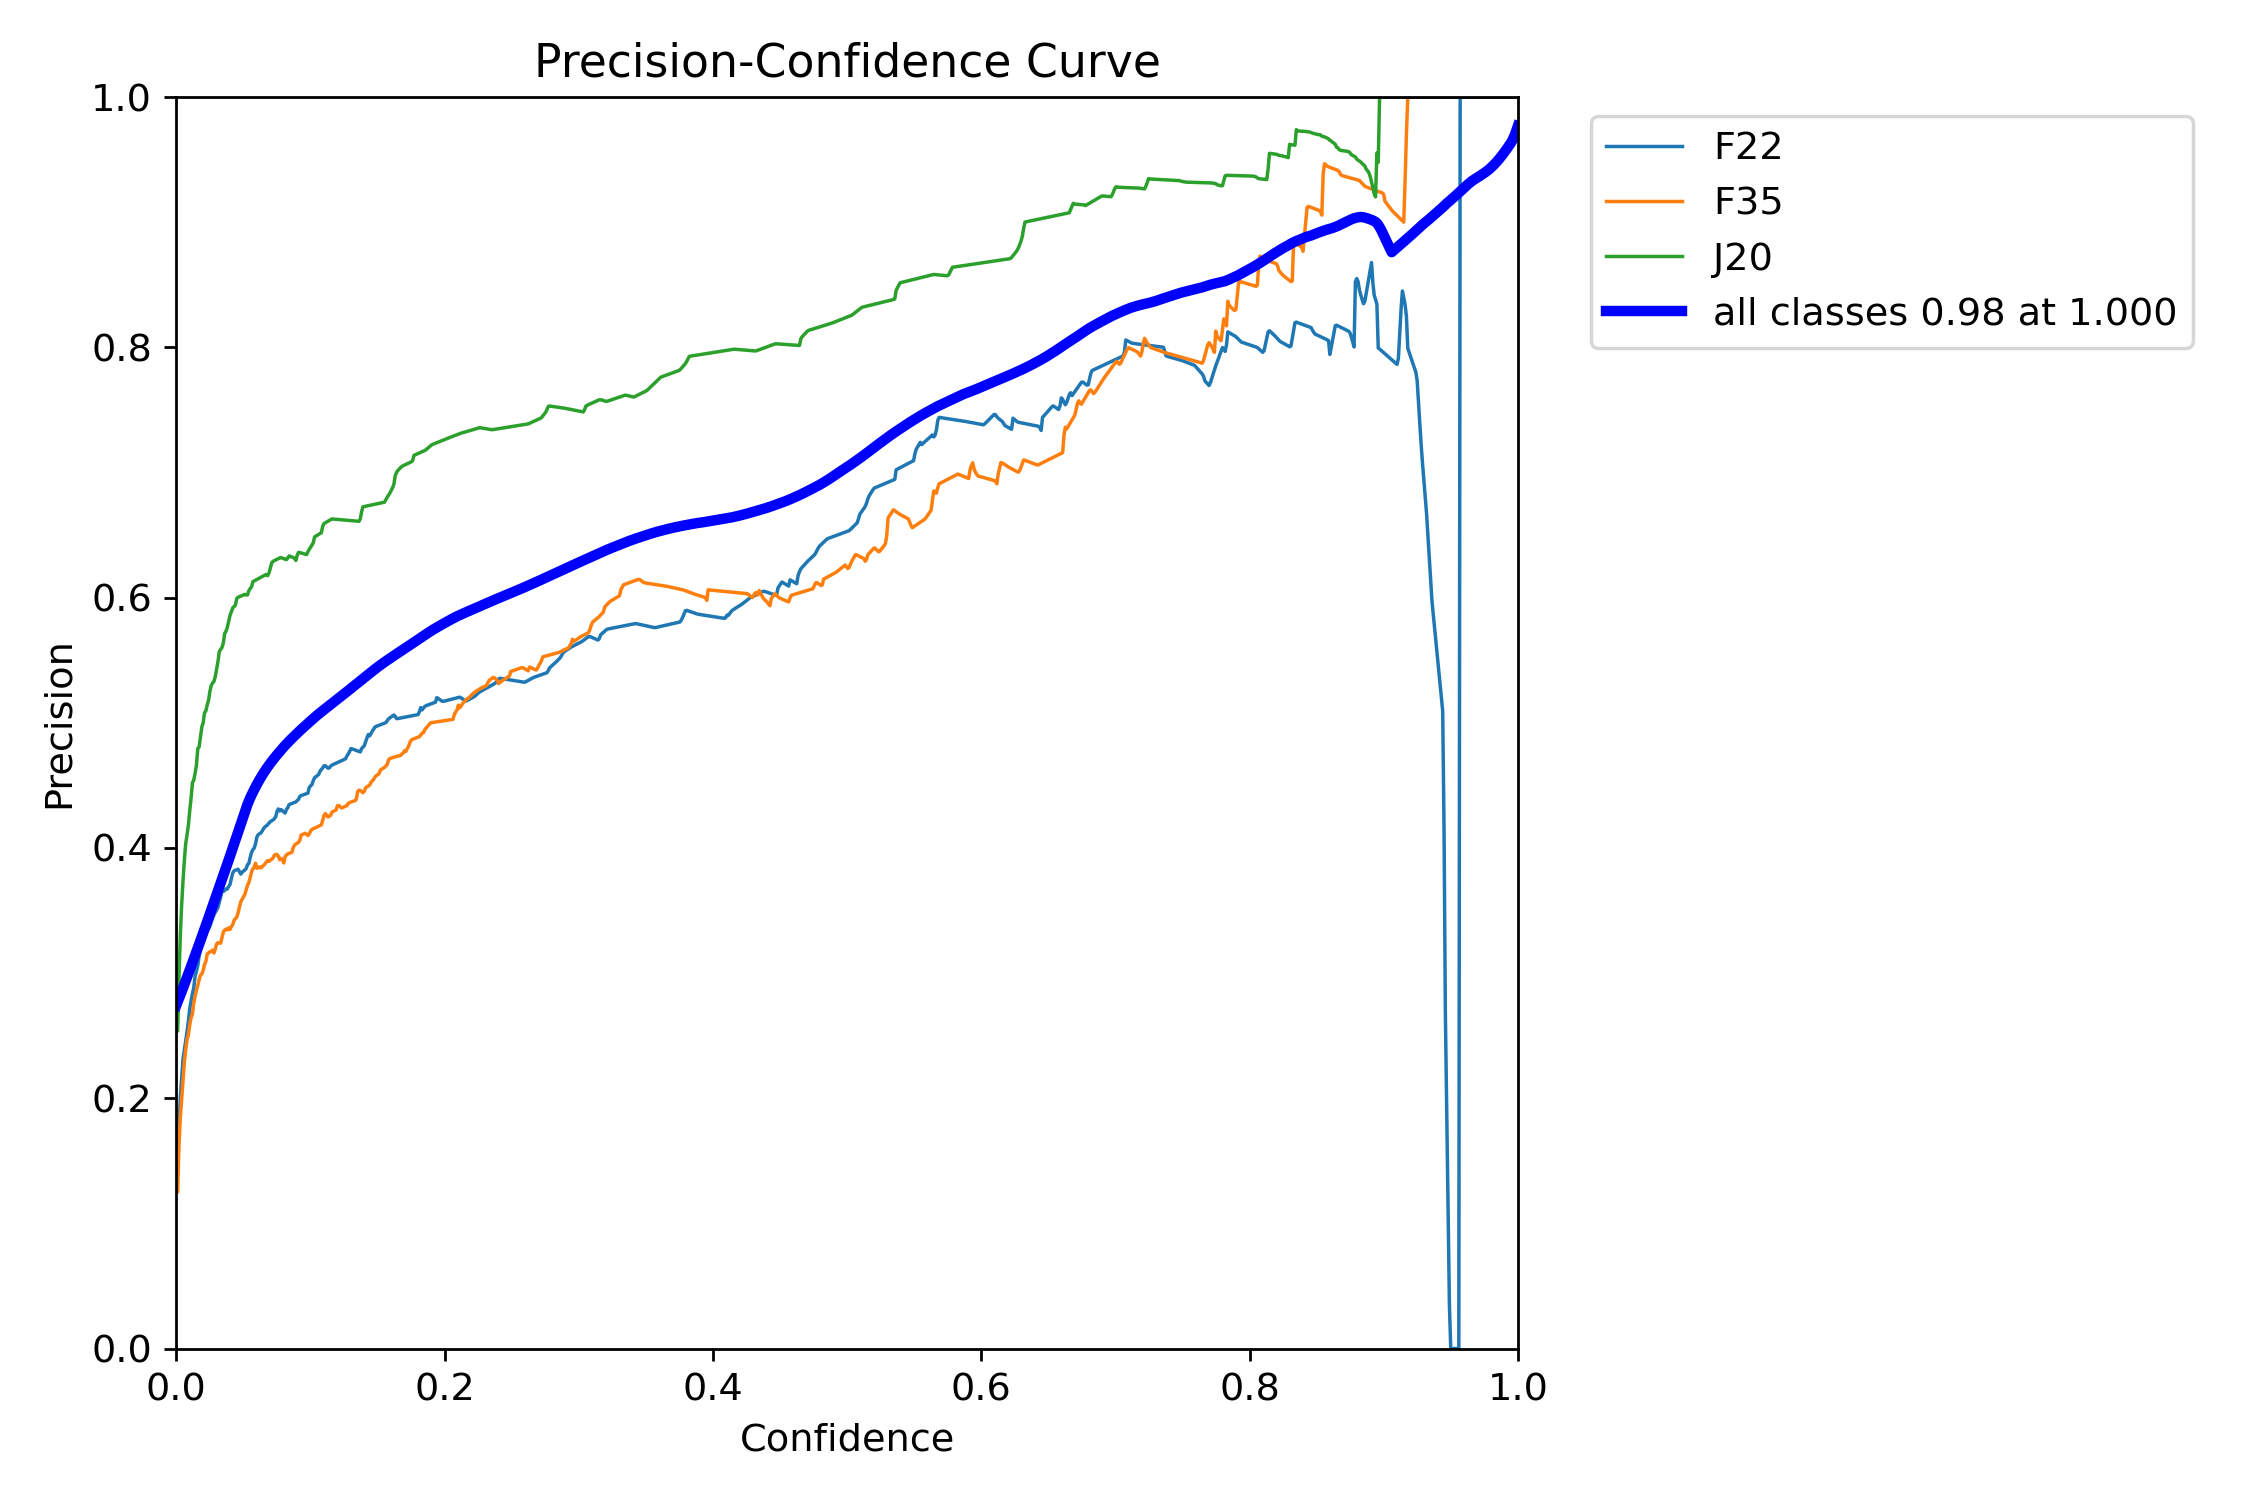 Precision-Confidence Curve
1.0
0.8
0.6
0.4
0.2
0.0
Precision
0.0 0.2 0.4 0.6 0.8 1.0
Confidence
F22
F35
J20
all classes 0.98 at 1.000